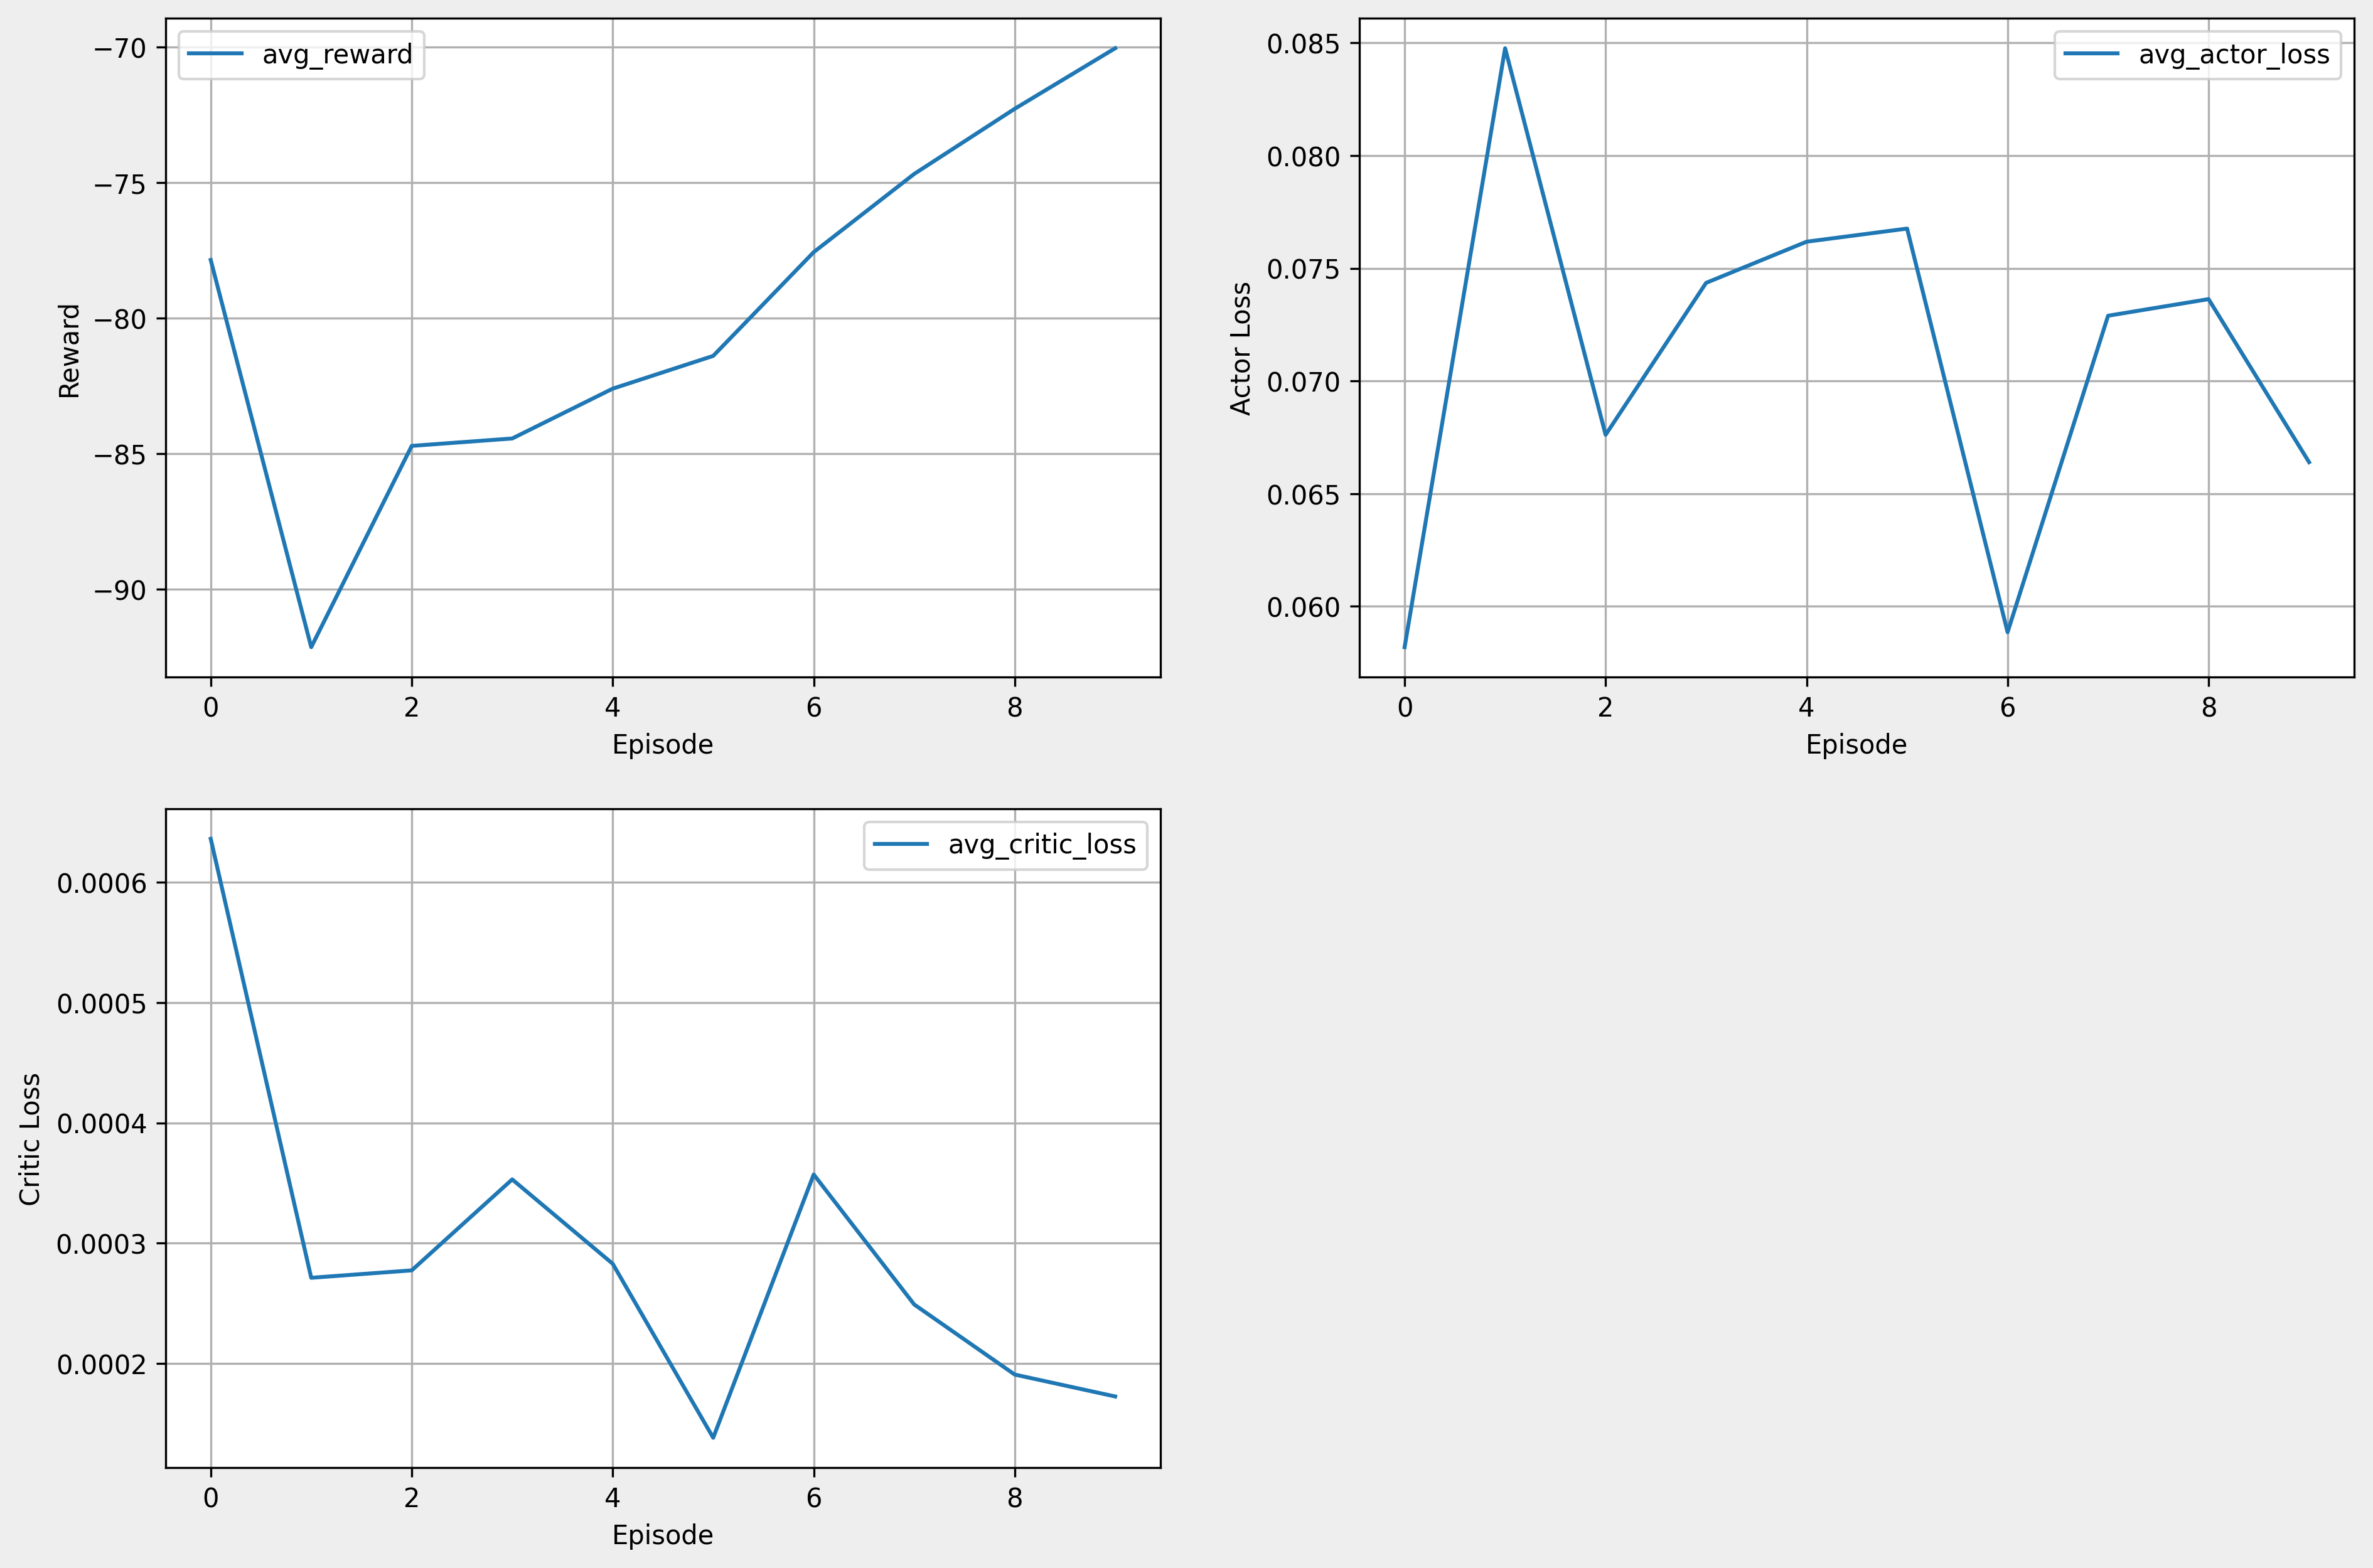 avg_reward
−70
−75
−80
−85
−90
Reward
0 2 4 6 8
Episode
avg_actor_loss
0.085
0.080
0.075
0.070
0.065
0.060
Actor Loss
0 2 4 6 8
Episode
avg_critic_loss
0.0006
0.0005
0.0004
0.0003
0.0002
Critic Loss
0 2 4 6 8
Episode